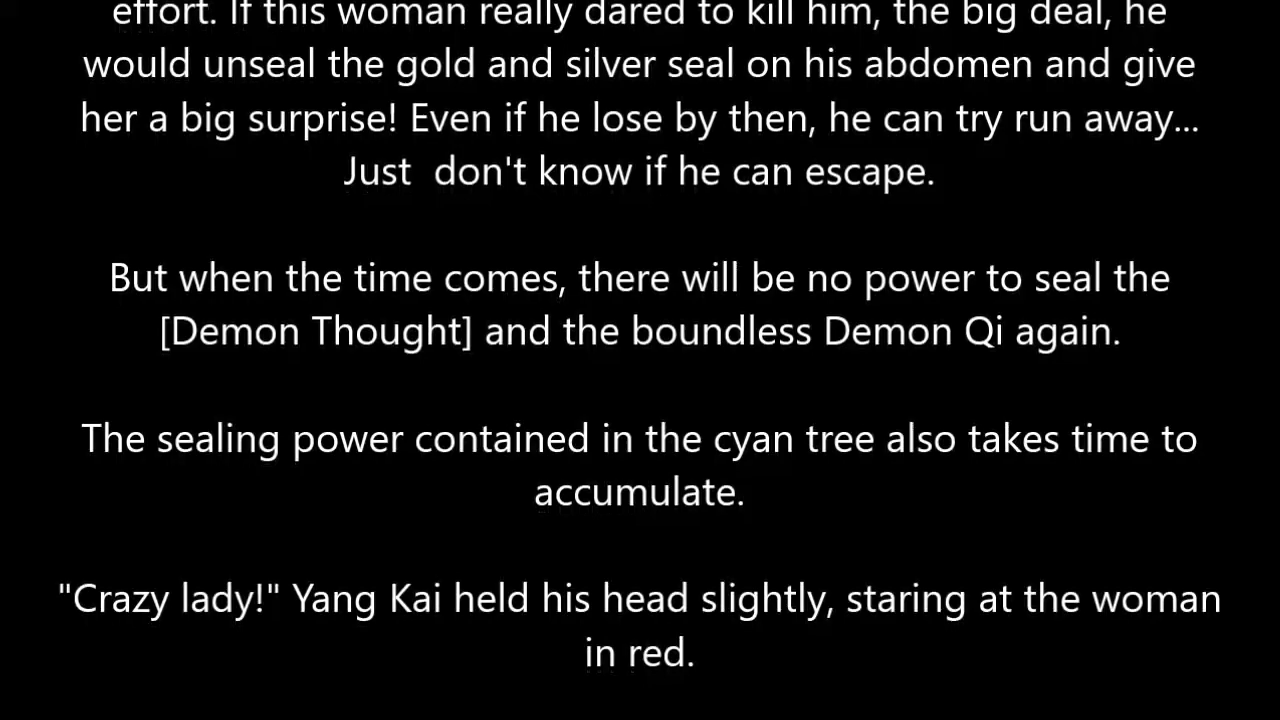 effort. If this woman really dared to kill him, the big deal, he
would unseal the gold and silver seal on his abdomen and give
her a big surprise! Even if he lose by then, he can try run away...
Just  don't know if he can escape.
But when the time comes, there will be no power to seal the
[Demon Thought] and the boundless Demon Qi again.
The sealing power contained in the cyan tree also takes time to
accumulate.
"Crazy lady!" Yang Kai held his head slightly, staring at the woman
in red.